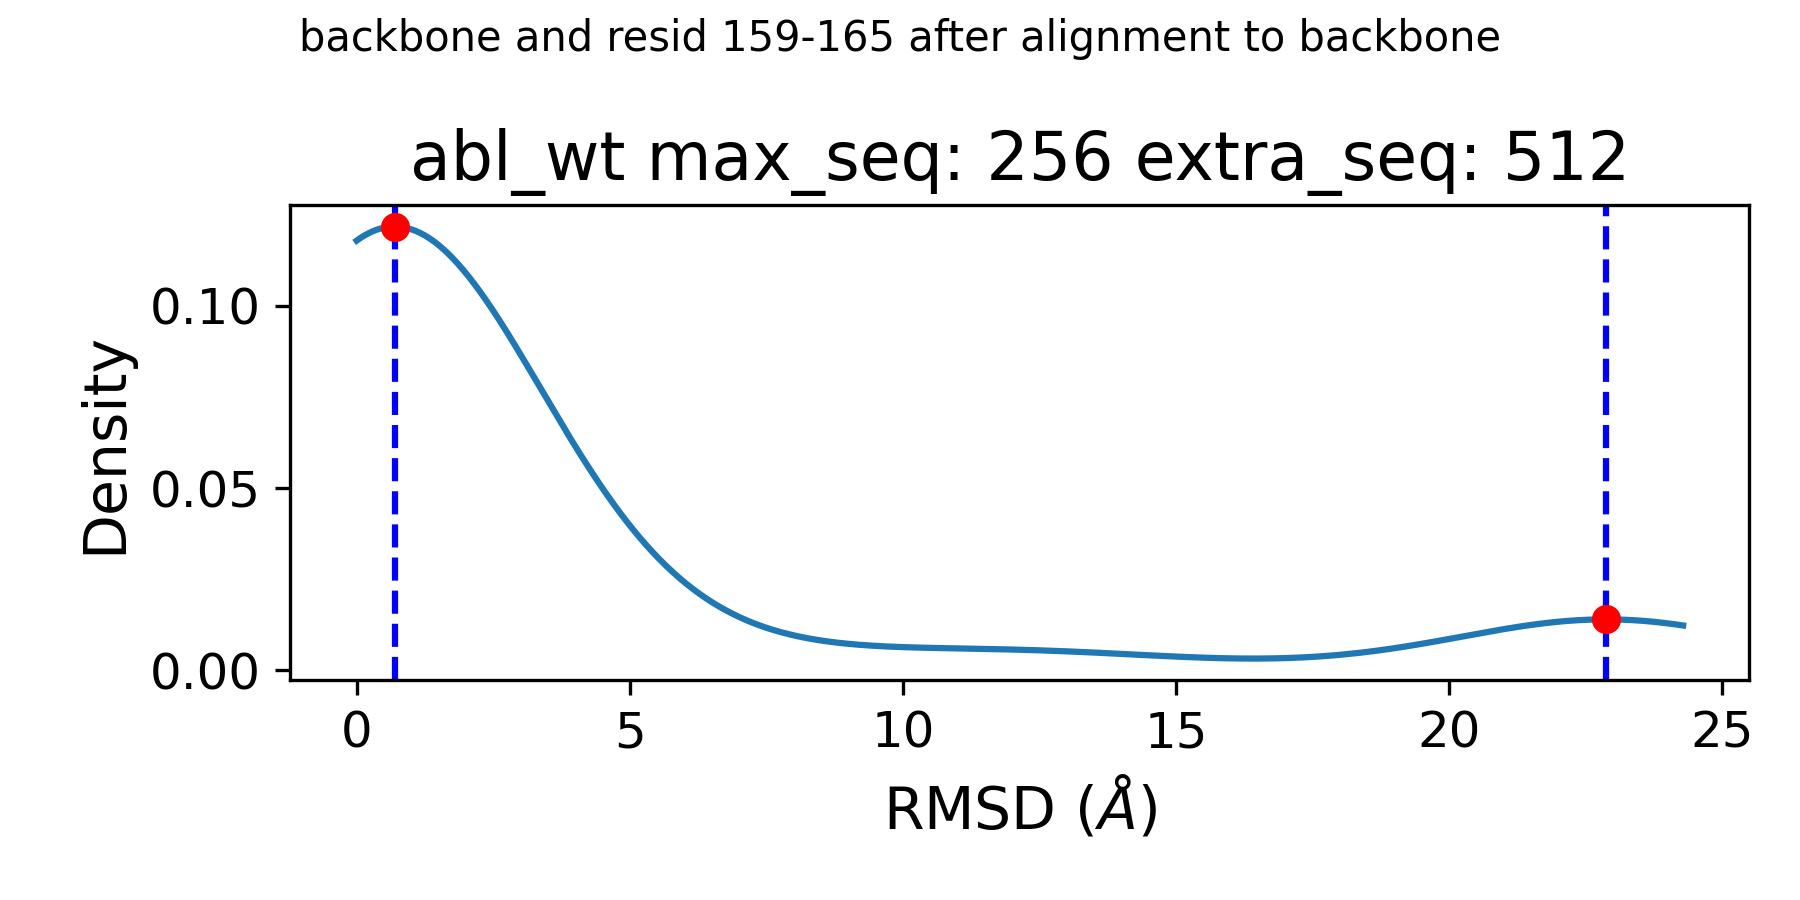 backbone and resid 159-165 after alignment to backbone
abl_wt max_seq: 256 extra_seq: 512
Density
0.10
0.05
0.00
0 5 10 15 20 25
RMSD (Å)